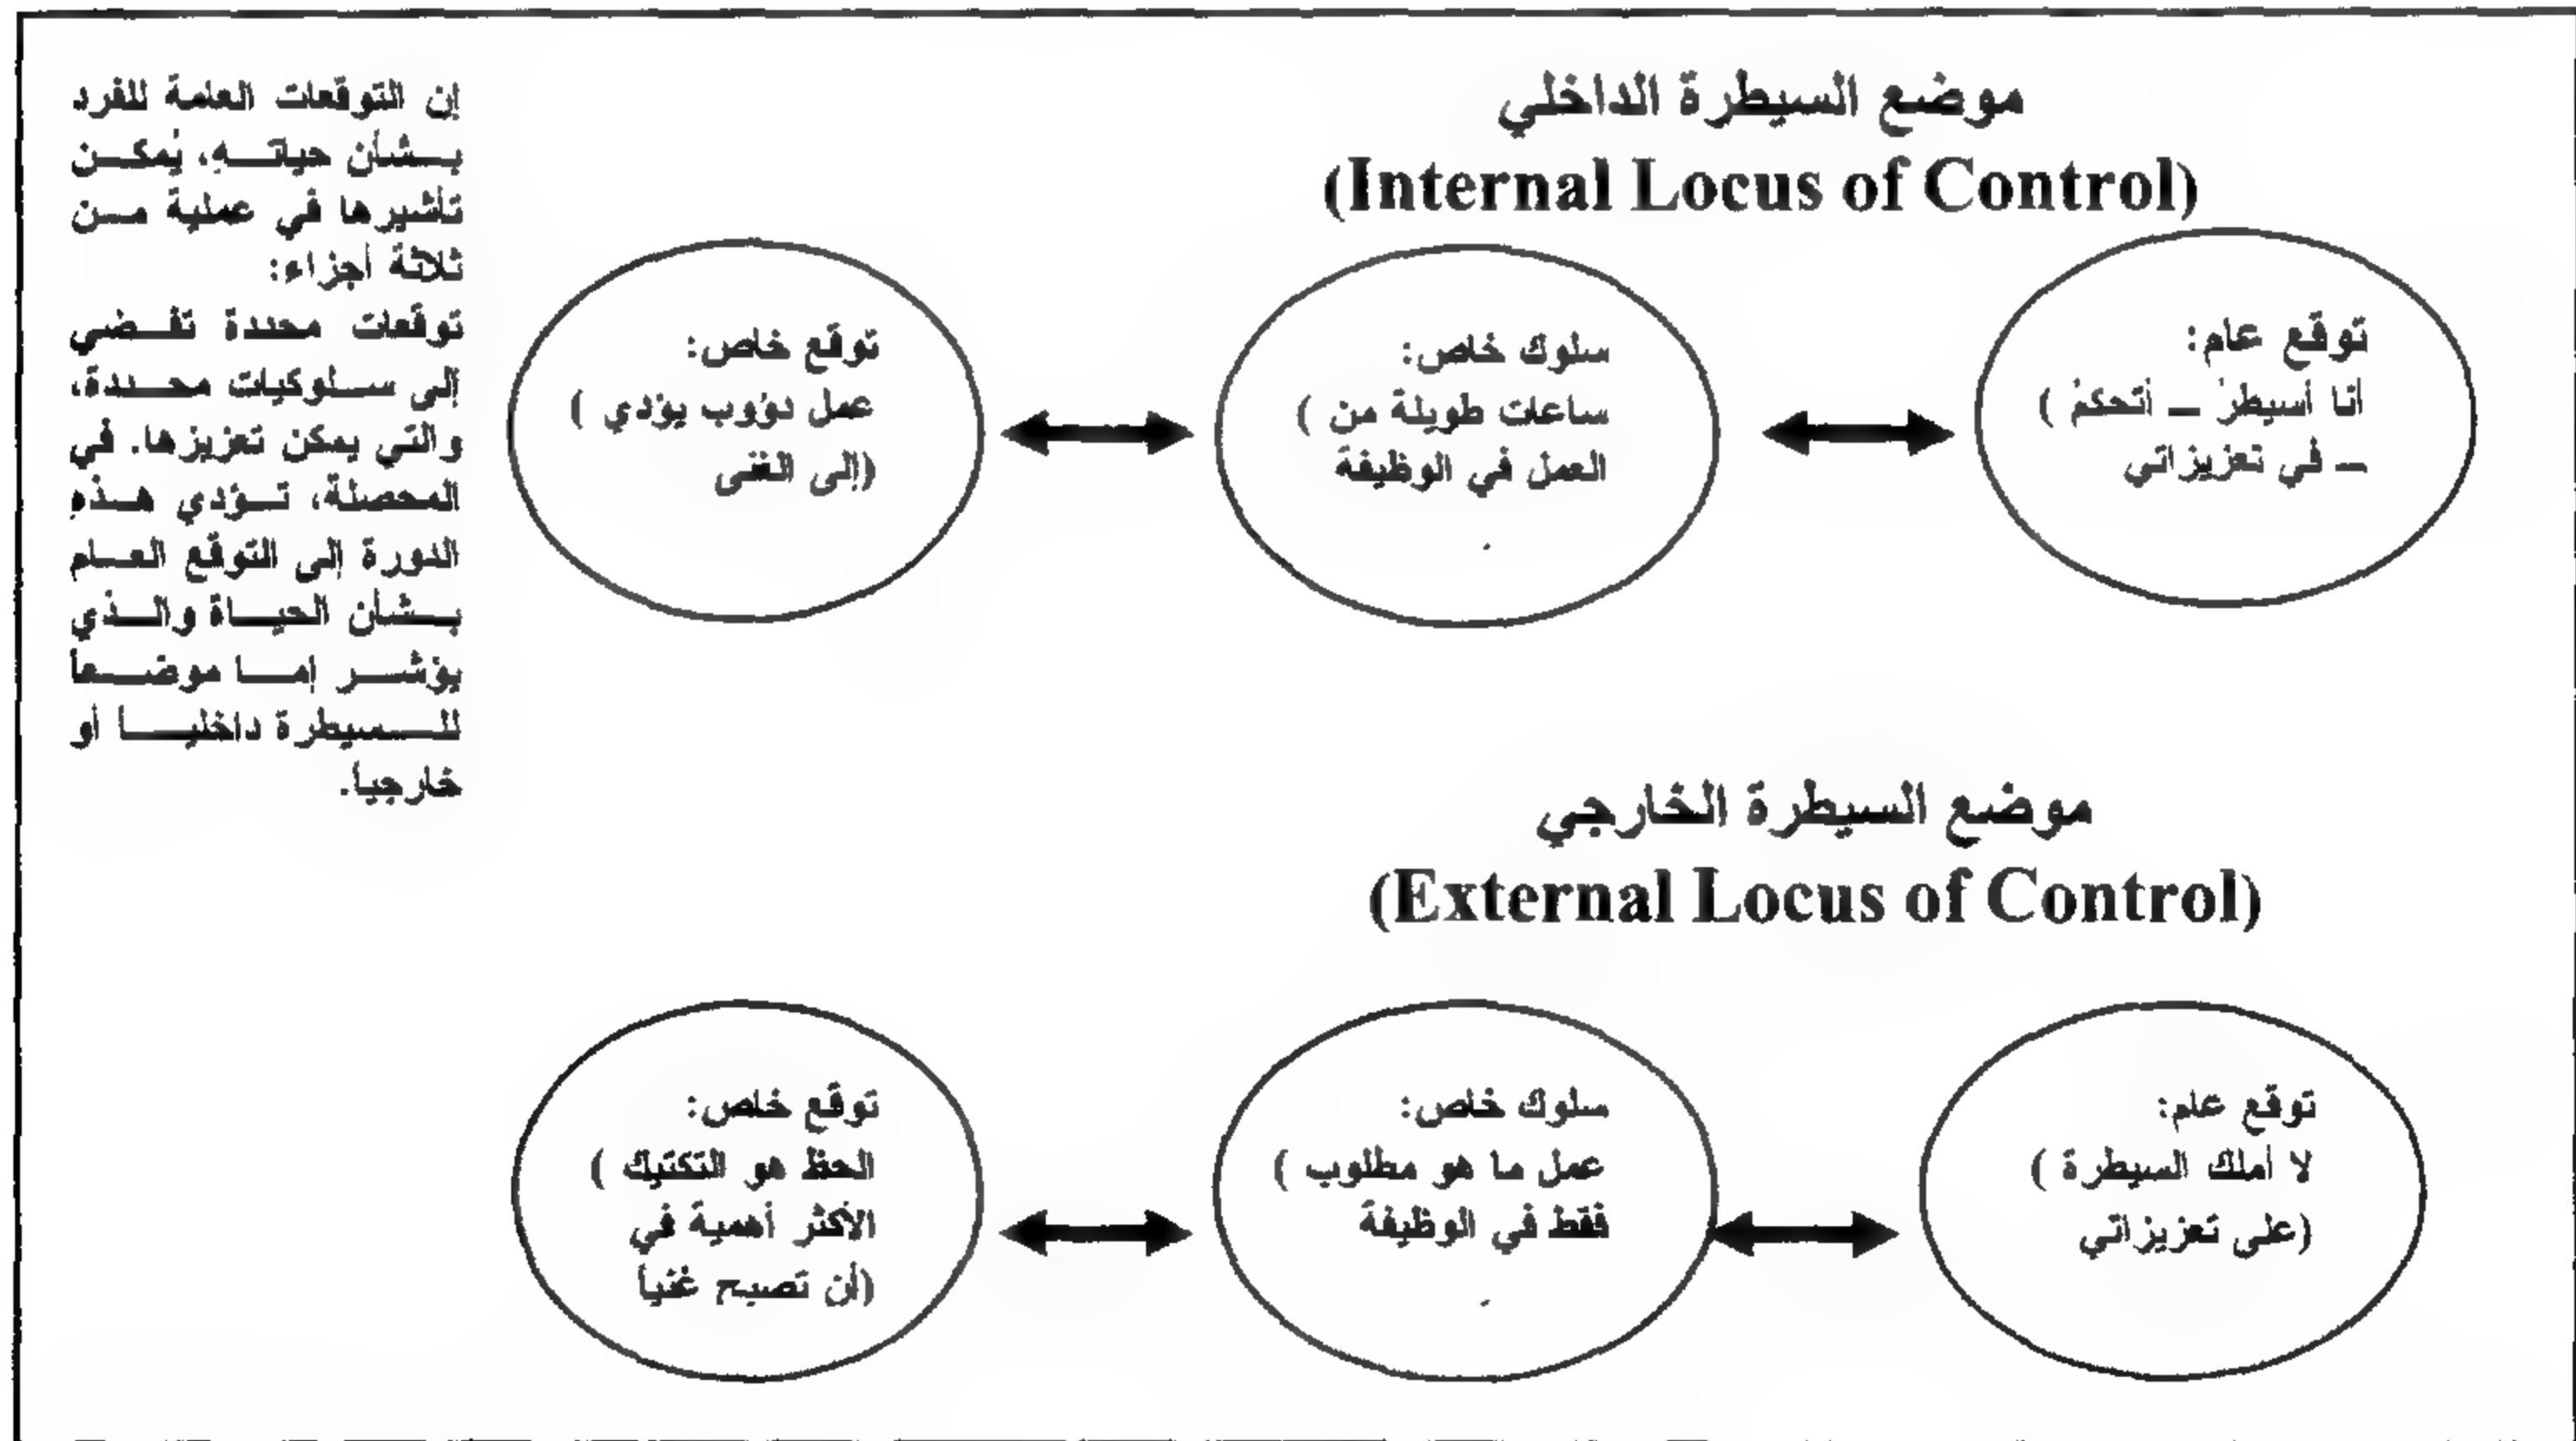 موضع السيطرة الداخلي
(Internal Locus of Control)
توقع عام:
أنا أسيطرُ ــ أتحكمُ )
ــ في تعزيزاتي
سلوك خاص:
ساعات طويلة من )
العمل في الوظيفة
توقع خاص:
عمل دؤوب يؤدي )
(إلى الغنى
إن التوقعات العامة للفرد
بشأن حياتهِ، يُمكن
تأشيرها في عملية من
ثلاثة أجزاء:
توقعات محددة تفضي
إلى سلوكيات محددة،
والتي يمكن تعزيزها. في
المحصلة، تؤدي هذهِ
الدورة إلى التوقع العام
بشأن الحياة والذي
يؤشر إما موضعاً
للسيطرة داخلياً أو
خارجياً.
موضع السيطرة الخارجي
(External Locus of Control)
توقع عام:
لا أملك السيطرة )
(على تعزيزاتي
سلوك خاص:
عمل ما هو مطلوب )
فقط في الوظيفة
توقع خاص:
الحظ هو التكتيك )
الأكثر أهمية في
(أن تصبح غنياً